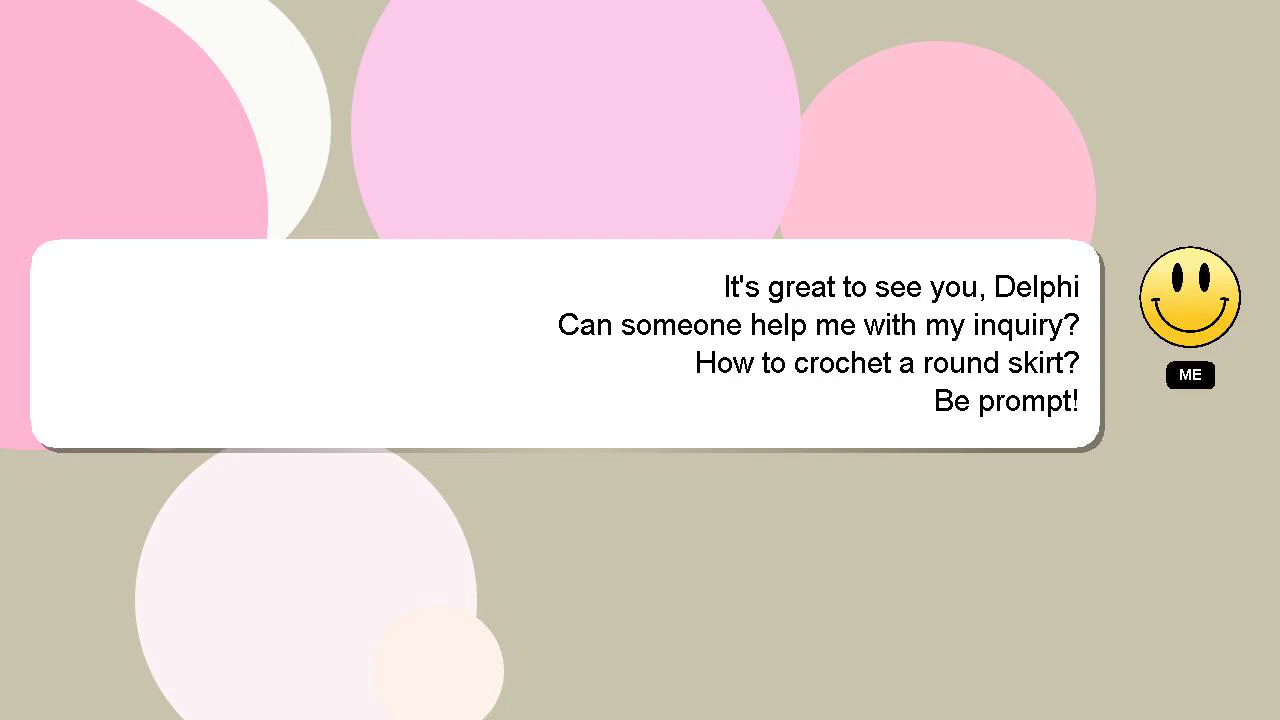 It's great to see you, Delphi
Can someone help me with my inquiry?
How to crochet a round skirt?
Be prompt!
ME